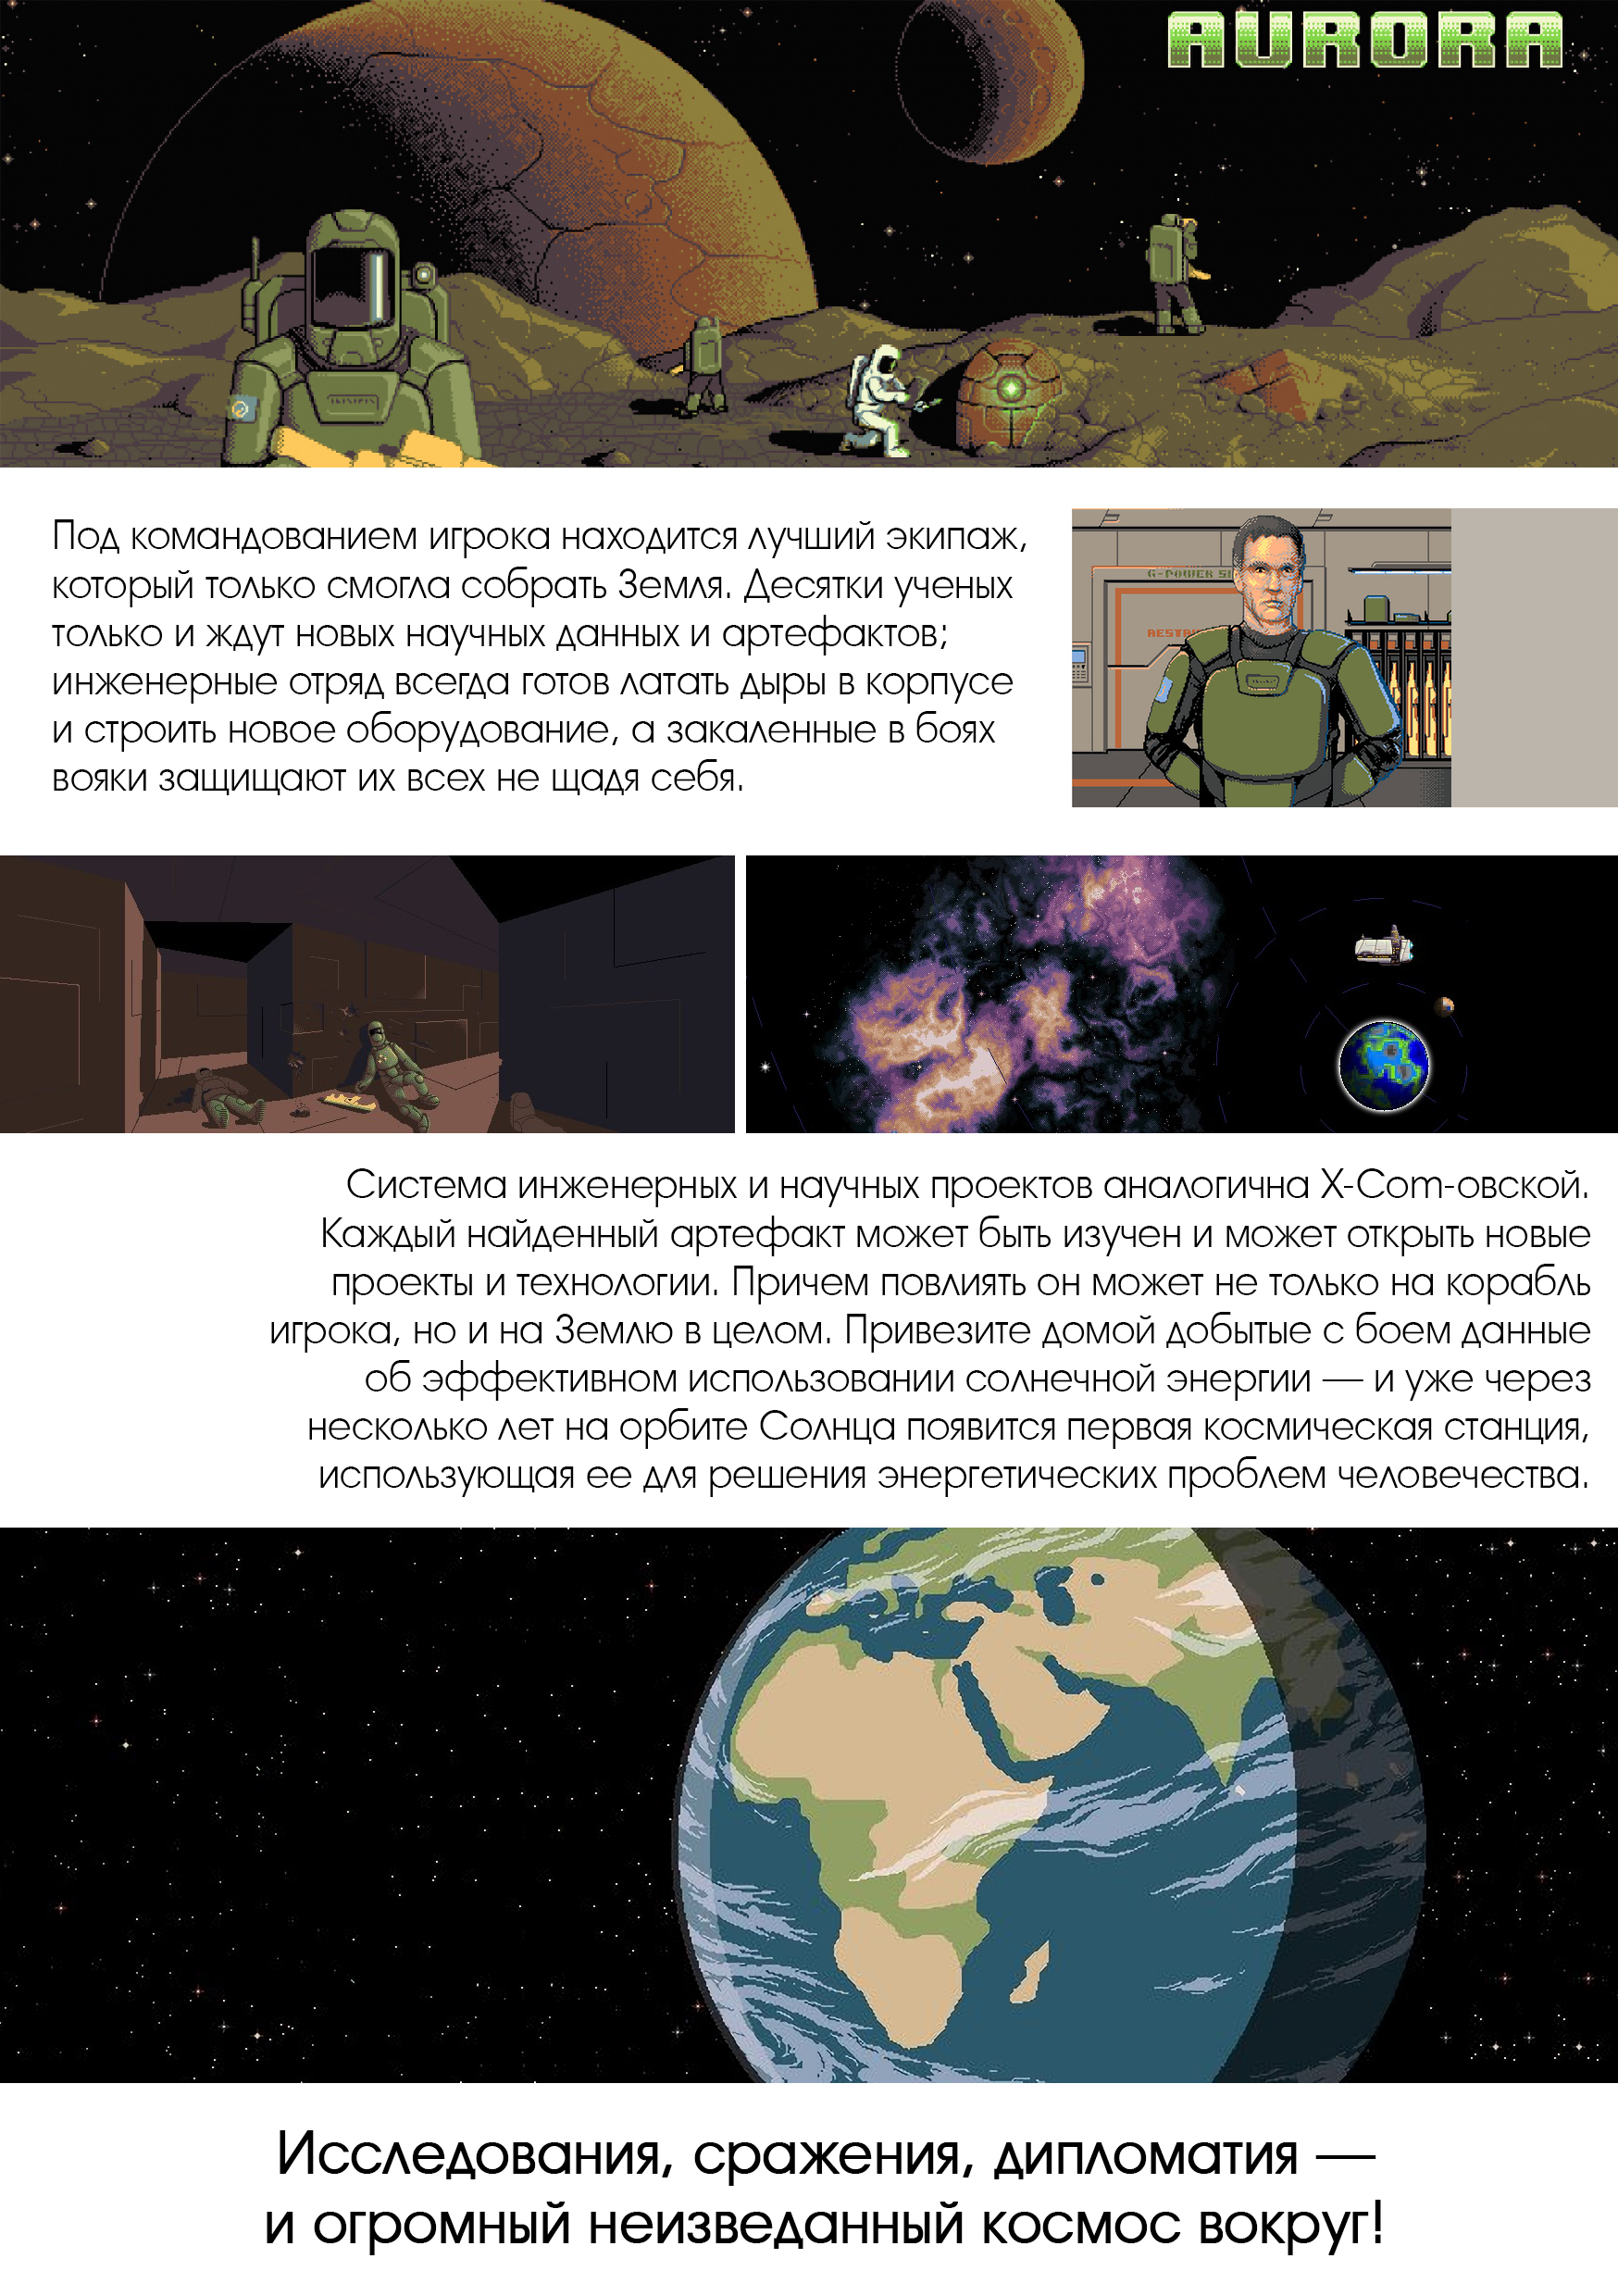 AURORA
Под командованием игрока находится лучший экипаж,
который только смогла собрать Земля. Десятки ученых
только и ждут новых научных данных и артефактов;
инженерные отряд всегда готов латать дыры в корпусе
и строить новое оборудование, а закаленные в боях
вояки защищают их всех не щадя себя.
G-POWER
Система инженерных и научных проектов аналогична X-Com-овской.
Каждый найденный артефакт может быть изучен и может открыть новые
проекты и технологии. Причем повлиять он может не только на корабль
игрока, но и на Землю в целом. Привезите домой добытые с боем данные
об эффективном использовании солнечной энергии — и уже через
несколько лет на орбите Солнца появится первая космическая станция,
использующая ее для решения энергетических проблем человечества.
Исследования, сражения, дипломатия —
и огромный неизведанный космос вокруг!